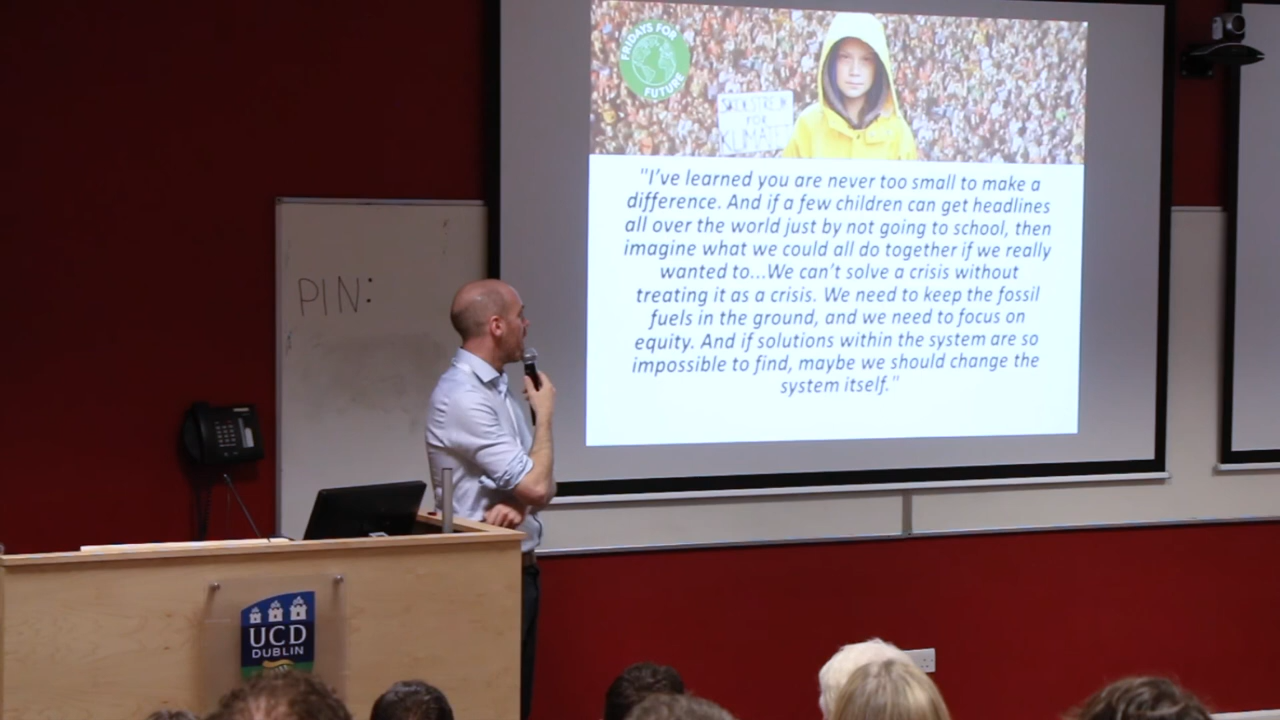 FRIDAYS FOR
FUTURE
FOR
KLIMATET
"I've learned you are never too small to make a
difference. And if a few children can get headlines
all over the world just by not going to school, then
imagine what we could all do together if we really
wanted to...We can't solve a crisis without
treating it as a crisis. We need to keep the fossil
fuels in the ground, and we need to focus on
equity. And if solutions within the system are so
impossible to find, maybe we should change the
system itself."
PIN:
UCD
DUBLIN